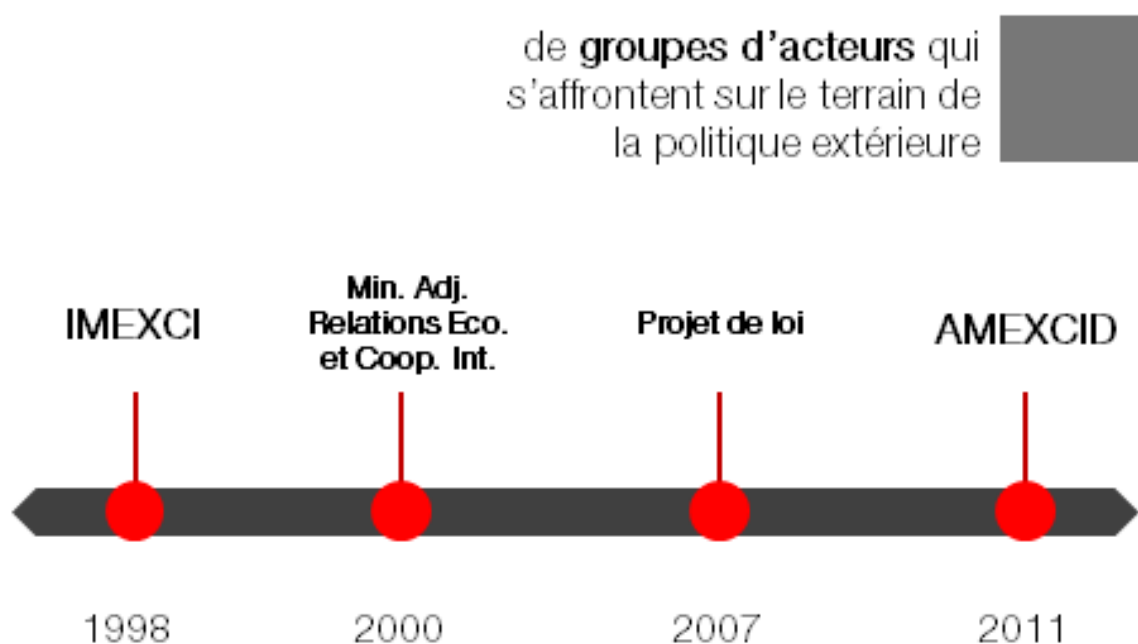 de groupes d'acteurs qui
s'affrontent sur le terrain de
la politique extérieure
IMEXCI
Min. Adj.
Relations Eco.
et Coop. Int.
Projet de loi
AMEXCID
1998
2000
2007
2011